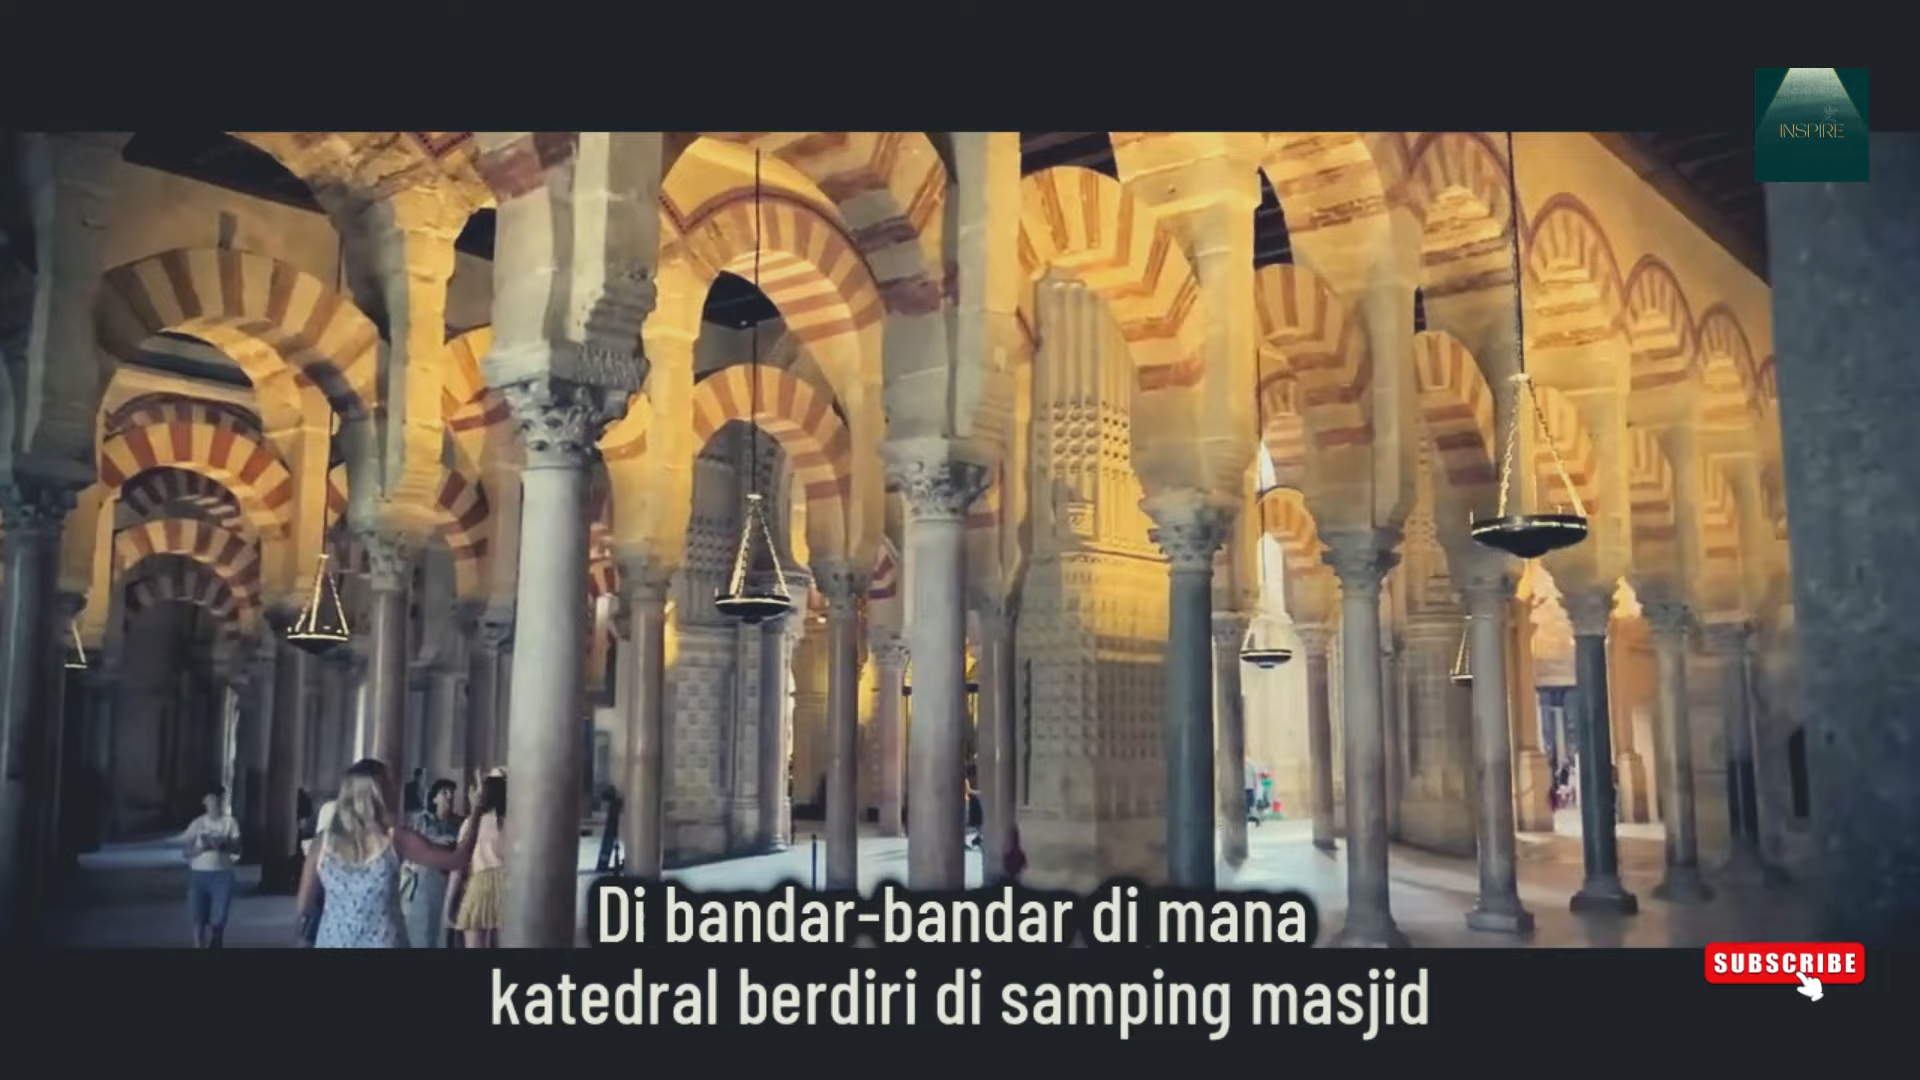 INSPIRE
Di bandar-bandar di mana
katedral berdiri di samping masjid
SUBSCRIBE